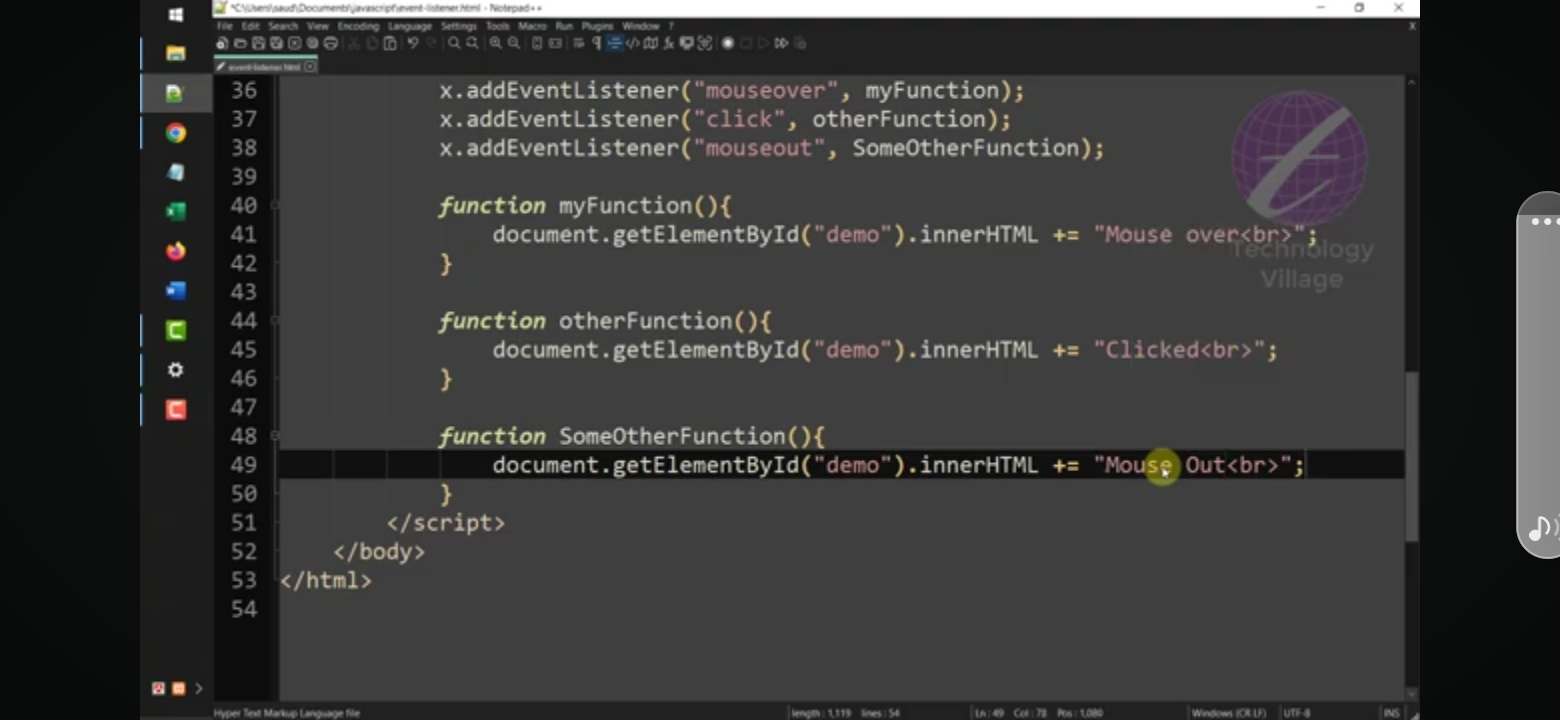 *C:\Users\saud\Documents\javascript\event-listener.html - Notepad++
File Edit Search View Encoding Language Settings Tools Macro Run Plugins Window ?
event-listener.html
36 x.addEventListener("mouseover", myFunction);
37 x.addEventListener("click", otherFunction);
38 x.addEventListener("mouseout", SomeOtherFunction);
39
40 function myFunction(){
41 document.getElementById("demo").innerHTML += "Mouse over<br>";
42 }
43
44 function otherFunction(){
45 document.getElementById("demo").innerHTML += "Clicked<br>";
46 }
47
48 function SomeOtherFunction(){
49 document.getElementById("demo").innerHTML += "Mouse Out<br>";
50 }
51 </script>
52 </body>
53 </html>
54
Technology
Village
Hyper Text Markup Language file length : 1,119 lines : 54 Ln : 49 Col : 78 Pos : 1,080 Windows (CR LF) UTF-8 INS